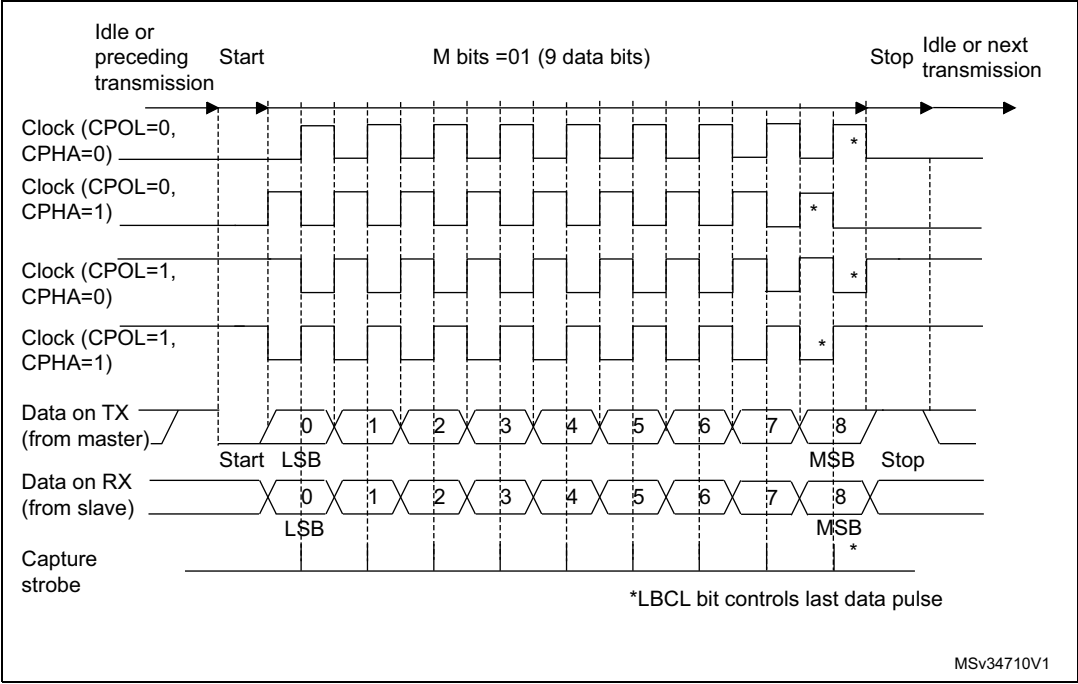 Idle or
preceding
transmission
Start
M bits =01 (9 data bits)
Stop
Idle or next
transmission
Clock (CPOL=0,
CPHA=0)
*
Clock (CPOL=0,
CPHA=1)
*
Clock (CPOL=1,
CPHA=0)
*
Clock (CPOL=1,
CPHA=1)
*
Data on TX
(from master)
0 1 2 3 4 5 6 7 8
Start LSB MSB Stop
Data on RX
(from slave)
0 1 2 3 4 5 6 7 8
LSB MSB
Capture
strobe
*
*LBCL bit controls last data pulse
MSv34710V1